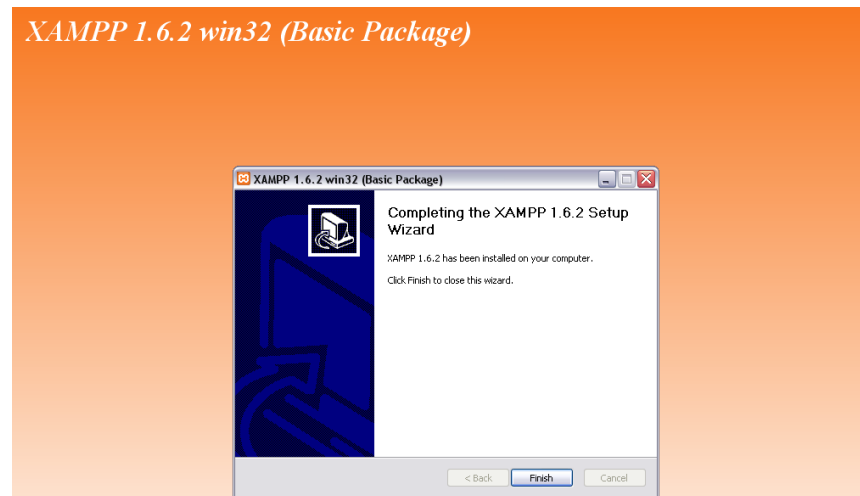 XAMPP 1.6.2 win32 (Basic Package)
XAMPP 1.6.2 win32 (Basic Package)
Completing the XAMPP 1.6.2 Setup
Wizard
XAMPP 1.6.2 has been installed on your computer.
Click Finish to close this wizard.
< Back Finish Cancel